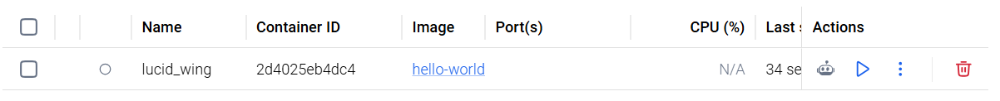 Name Container ID Image Port(s) CPU (%) Last Actions
lucid_wing 2d4025eb4dc4 hello-world N/A 34 se